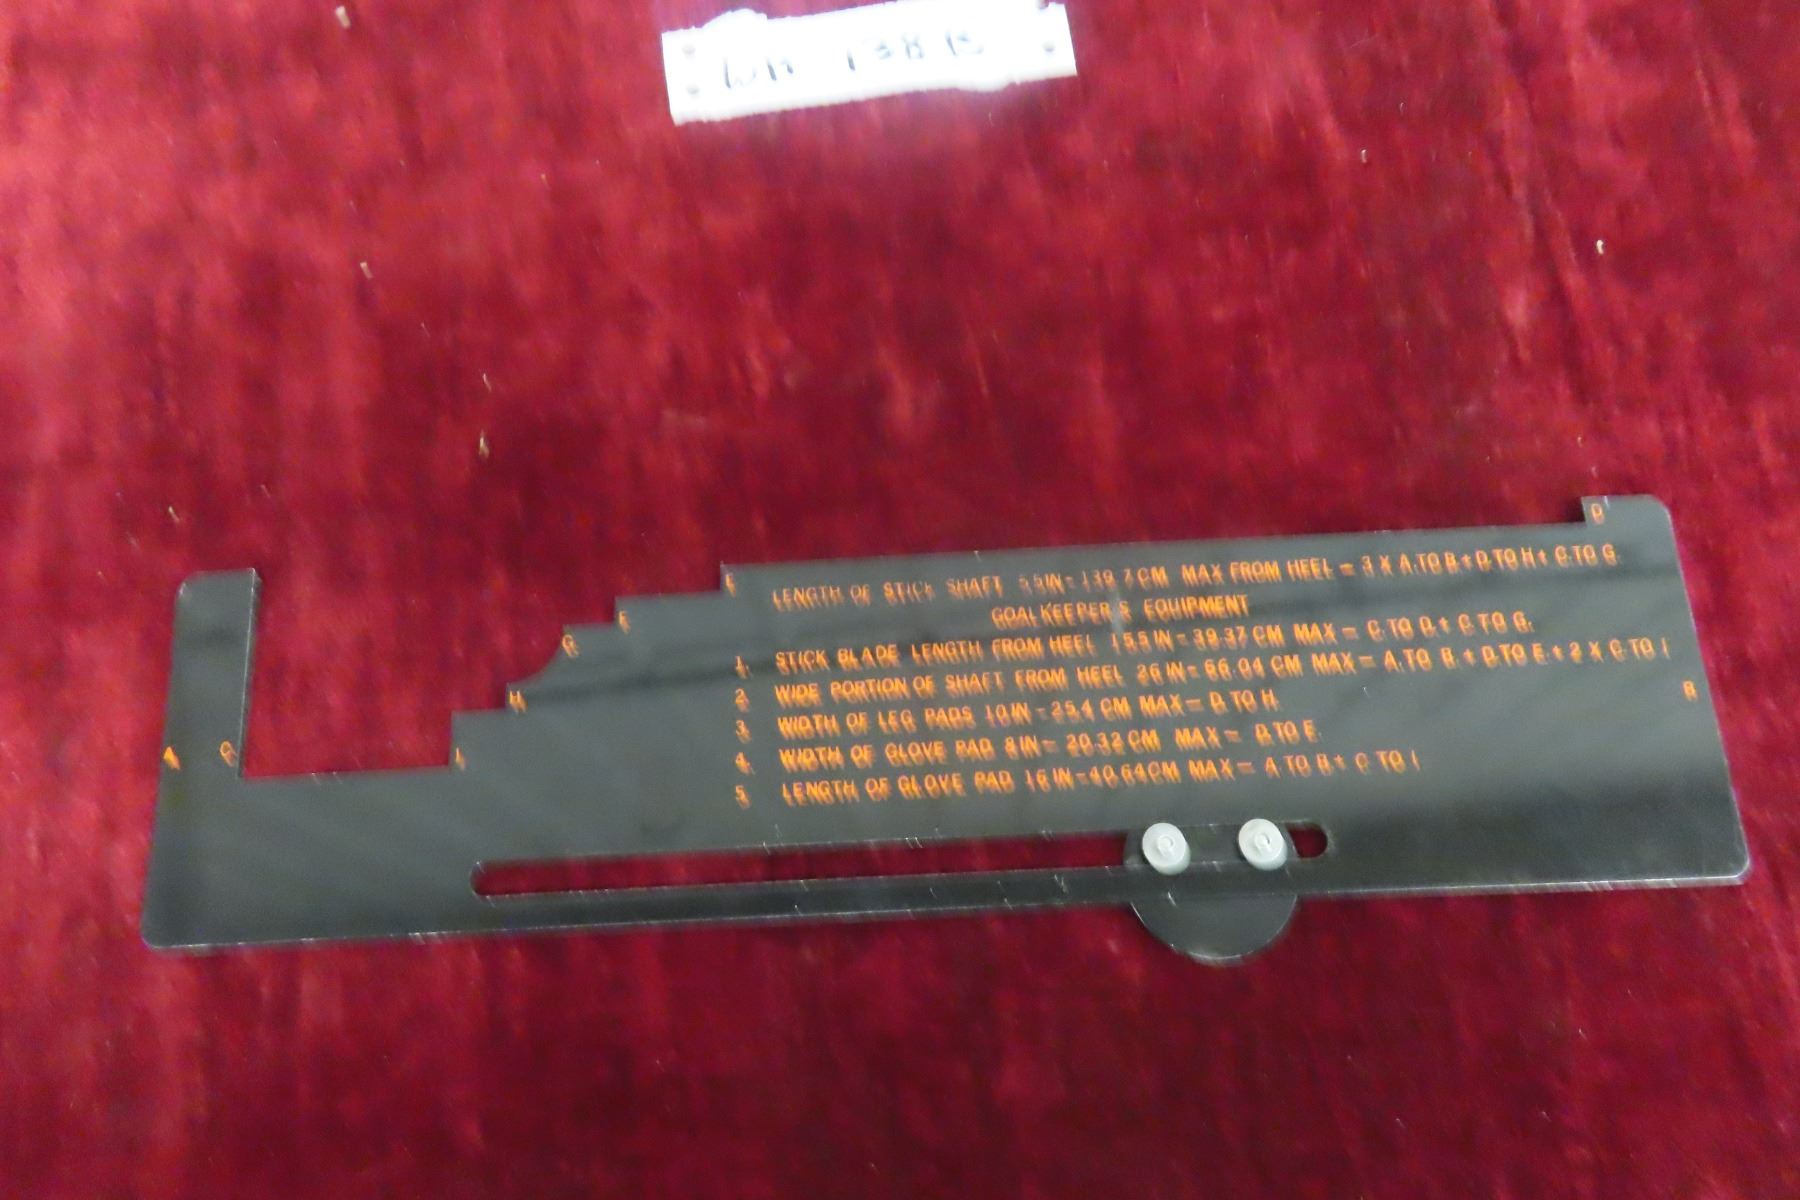 WH 138 B
D
LENGTH OF STICK SHAFT 55IN - 139.7CM MAX FROM HEEL = 3 X A TO B + D TO H + C TO G.
GOALKEEPER'S EQUIPMENT
1. STICK BLADE LENGTH FROM HEEL 15.5 IN - 39.37 CM MAX = C TO D + C TO G.
2. WIDE PORTION OF SHAFT FROM HEEL 26 IN - 66.04 CM MAX = A TO B + D TO E + 2 X C TO I
3. WIDTH OF LEG PADS 10 IN - 25.4 CM MAX = D TO H
4. WIDTH OF GLOVE PAD 8 IN = 20.32 CM MAX = D TO E.
5. LENGTH OF GLOVE PAD 16 IN - 40.64 CM MAX = A TO B + C TO I
G
H
A
C
I
B